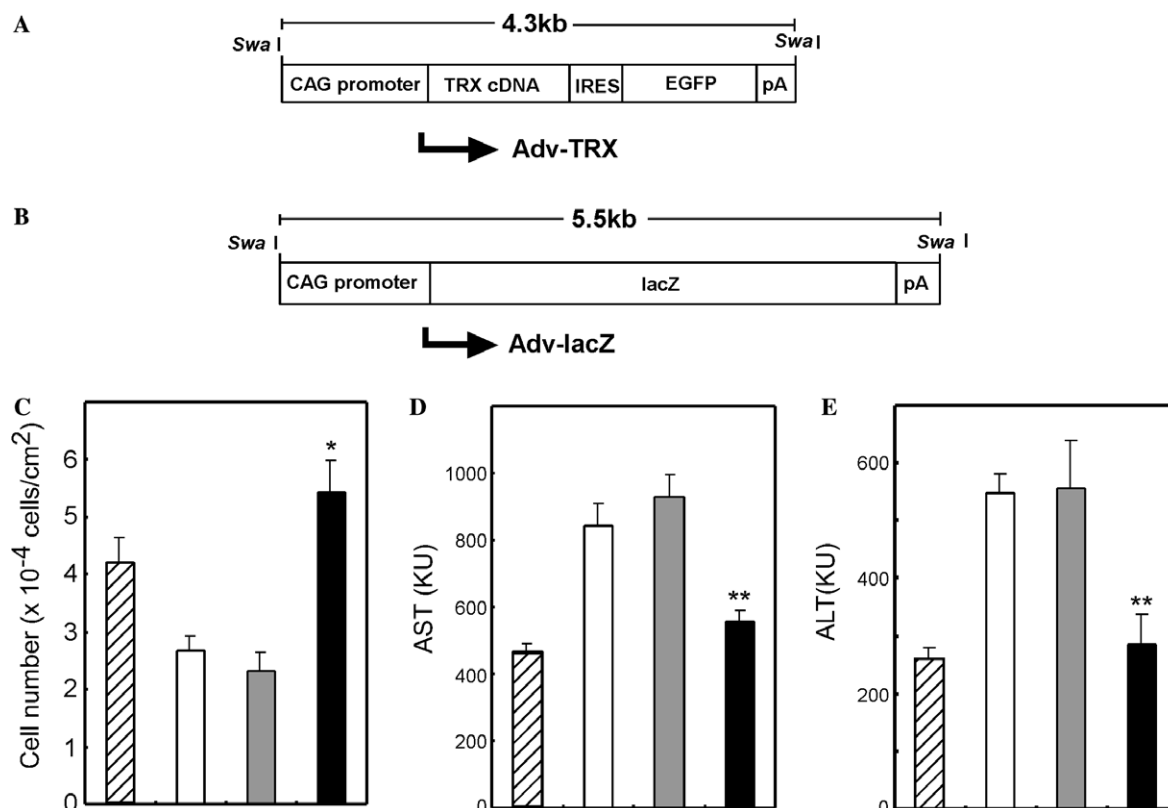 A
4.3kb
Swa I
Swa I
CAG promoter
TRX cDNA
IRES
EGFP
pA
Adv-TRX
B
5.5kb
Swa I
Swa I
CAG promoter
lacZ
pA
Adv-lacZ
C
Cell number (x 10⁻⁴ cells/cm²)
6
5
4
3
2
1
0
*
D
AST (KU)
1000
800
600
400
200
0
**
E
ALT(KU)
600
400
200
0
**